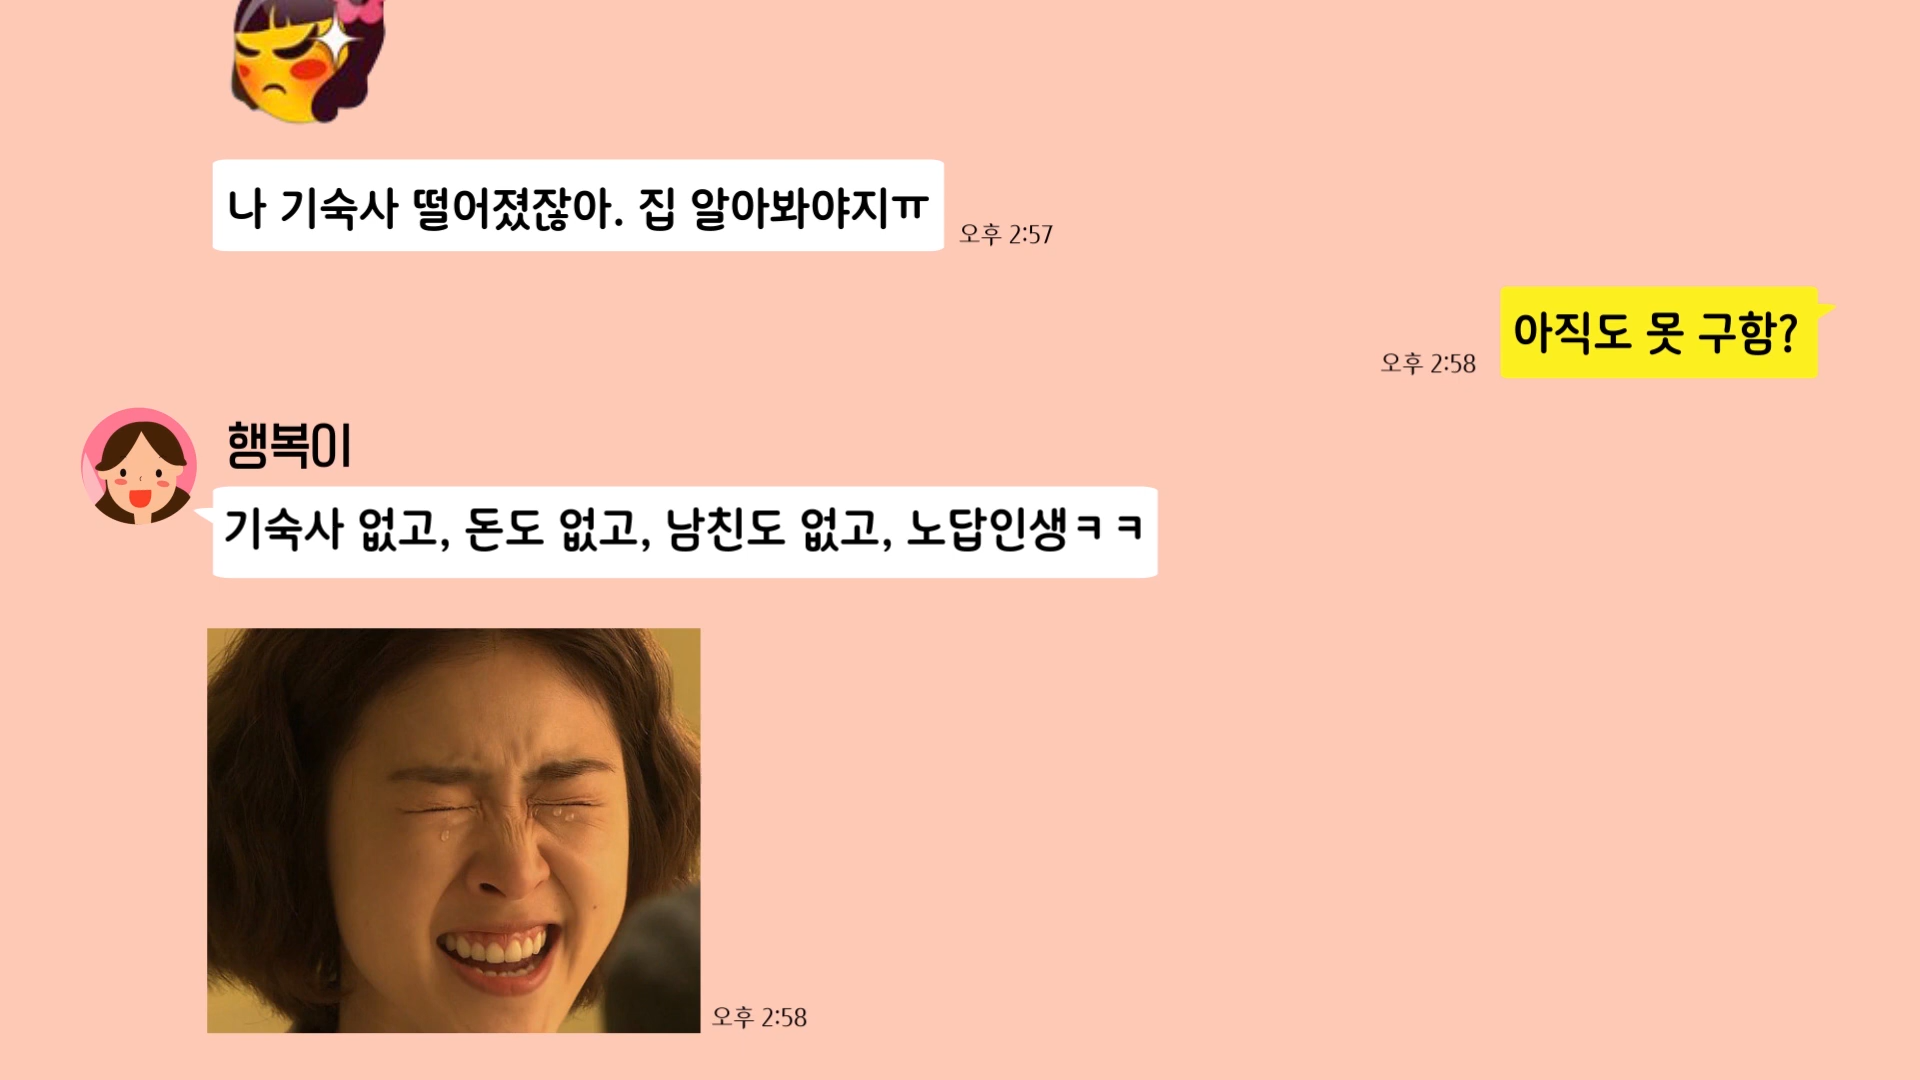 나 기숙사 떨어졌잖아. 집 알아봐야지ㅠ
오후 2:57
아직도 못 구함?
오후 2:58
행복이
기숙사 없고, 돈도 없고, 남친도 없고, 노답인생ㅋㅋ
오후 2:58